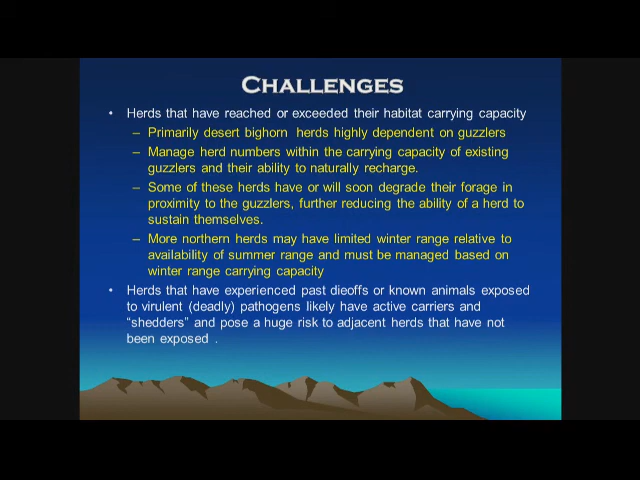 CHALLENGES
• Herds that have reached or exceeded their habitat carrying capacity
– Primarily desert bighorn herds highly dependent on guzzlers
– Manage herd numbers within the carrying capacity of existing
guzzlers and their ability to naturally recharge.
– Some of these herds have or will soon degrade their forage in
proximity to the guzzlers, further reducing the ability of a herd to
sustain themselves.
– More northern herds may have limited winter range relative to
availability of summer range and must be managed based on
winter range carrying capacity
• Herds that have experienced past dieoffs or known animals exposed
to virulent (deadly) pathogens likely have active carriers and
“shedders” and pose a huge risk to adjacent herds that have not
been exposed .